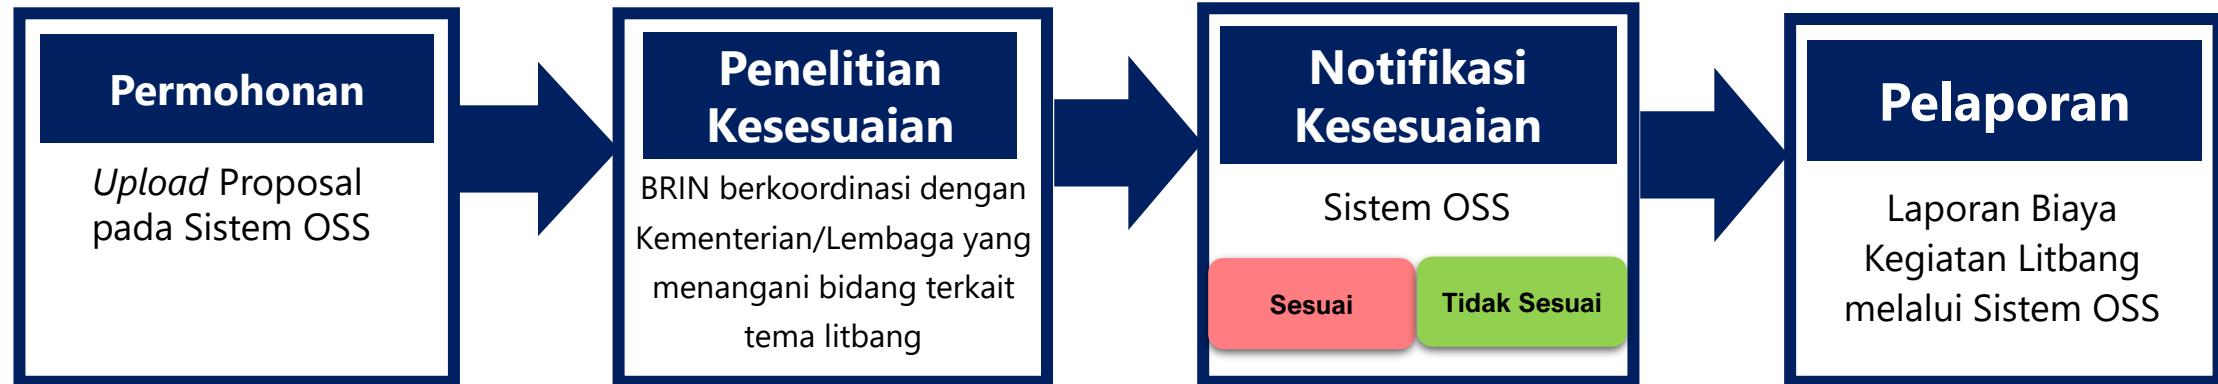 Permohonan
Upload Proposal
pada Sistem OSS
Penelitian
Kesesuaian
BRIN berkoordinasi dengan
Kementerian/Lembaga yang
menangani bidang terkait
tema litbang
Notifikasi
Kesesuaian
Sistem OSS
Sesuai
Tidak Sesuai
Pelaporan
Laporan Biaya
Kegiatan Litbang
melalui Sistem OSS